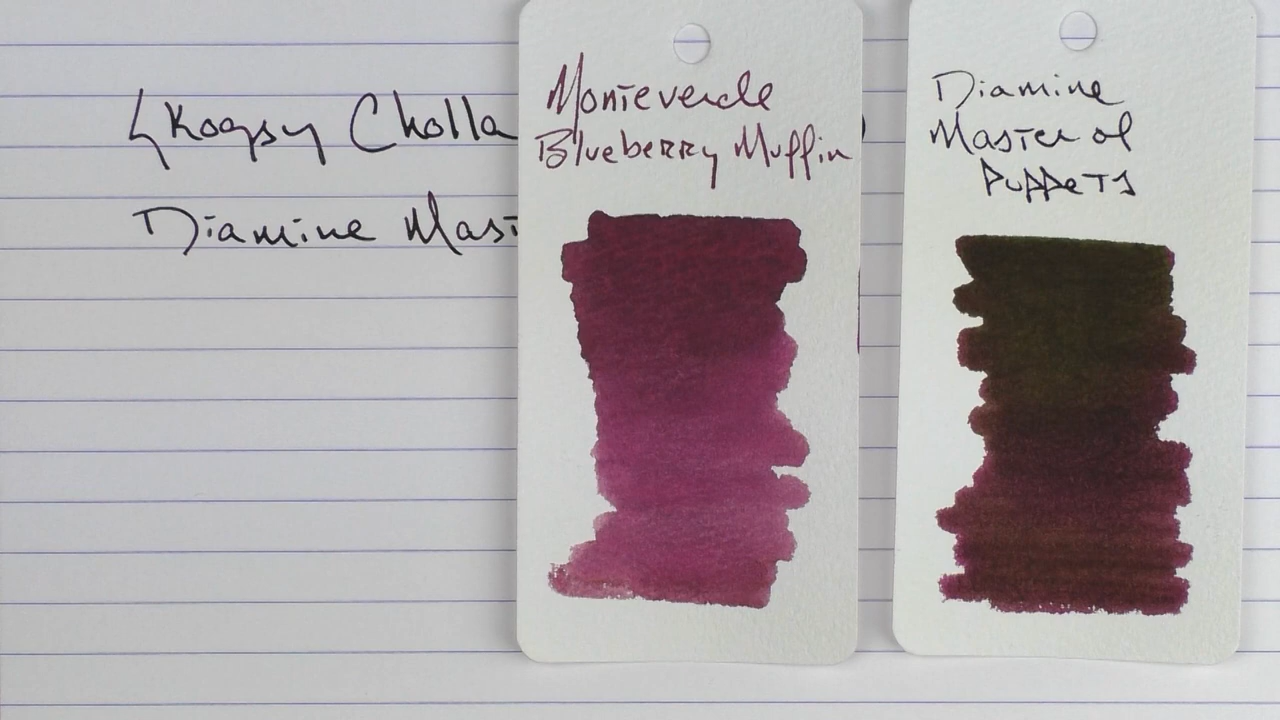 Cholla
Diamine Mast
Monteverde
Blueberry Muffin
Diamine
Master of
Puppets